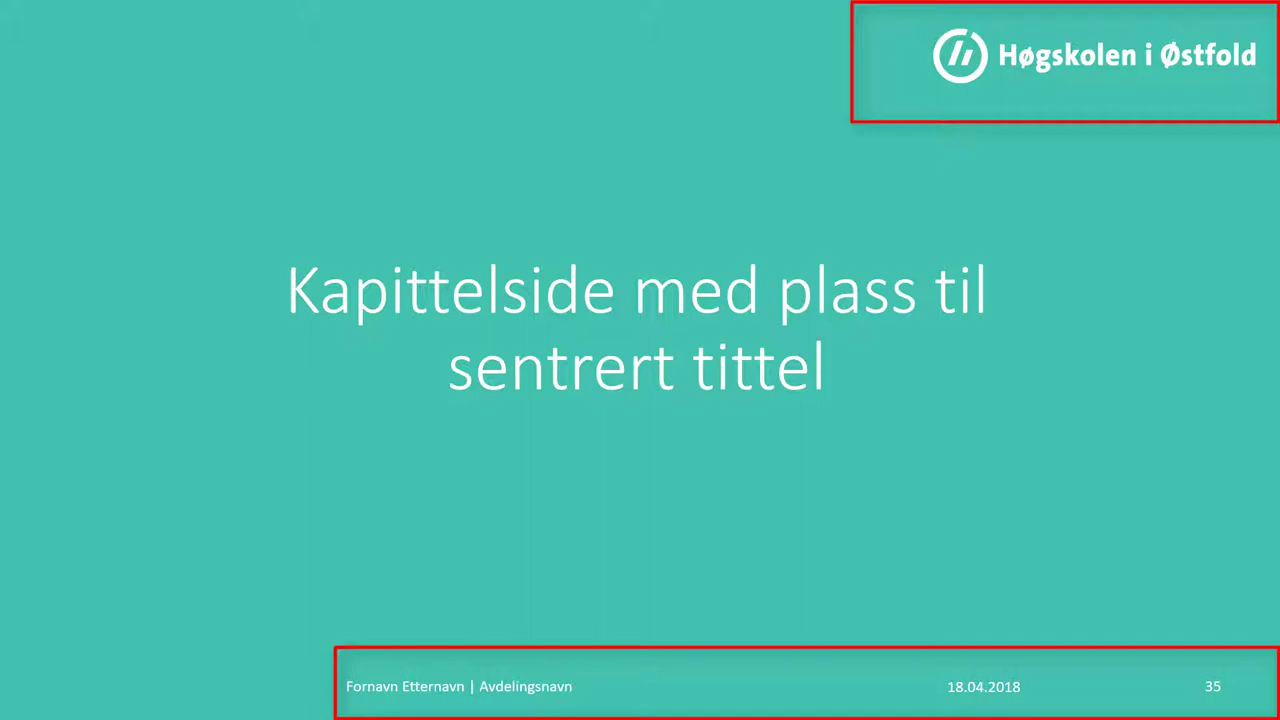 Høgskolen i Østfold
Kapittelside med plass til
sentrert tittel
Fornavn Etternavn | Avdelingsnavn 18.04.2018 35